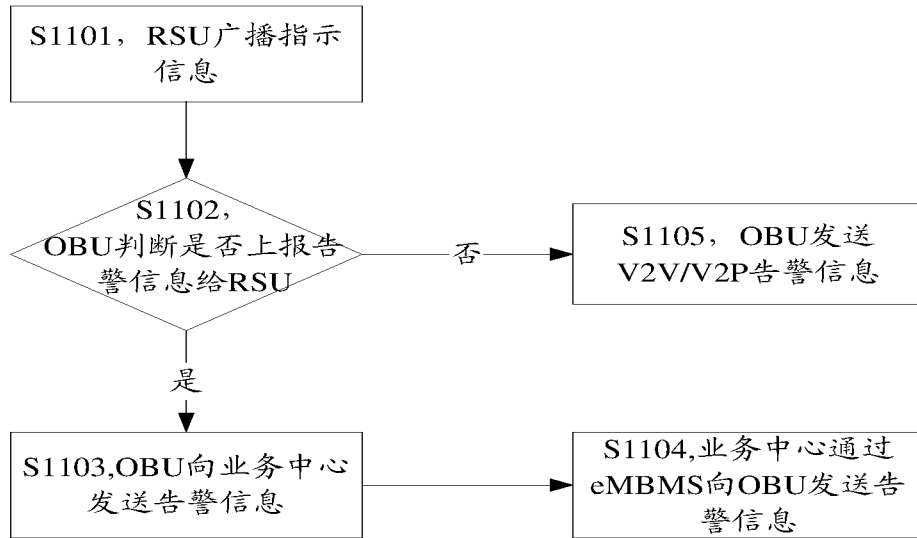 S1101，RSU广播指示
信息
S1102，
OBU判断是否上报告
警信息给RSU
否
S1105，OBU发送
V2V/V2P告警信息
是
S1103,OBU向业务中心
发送告警信息
S1104,业务中心通过
eMBMS向OBU发送告
警信息